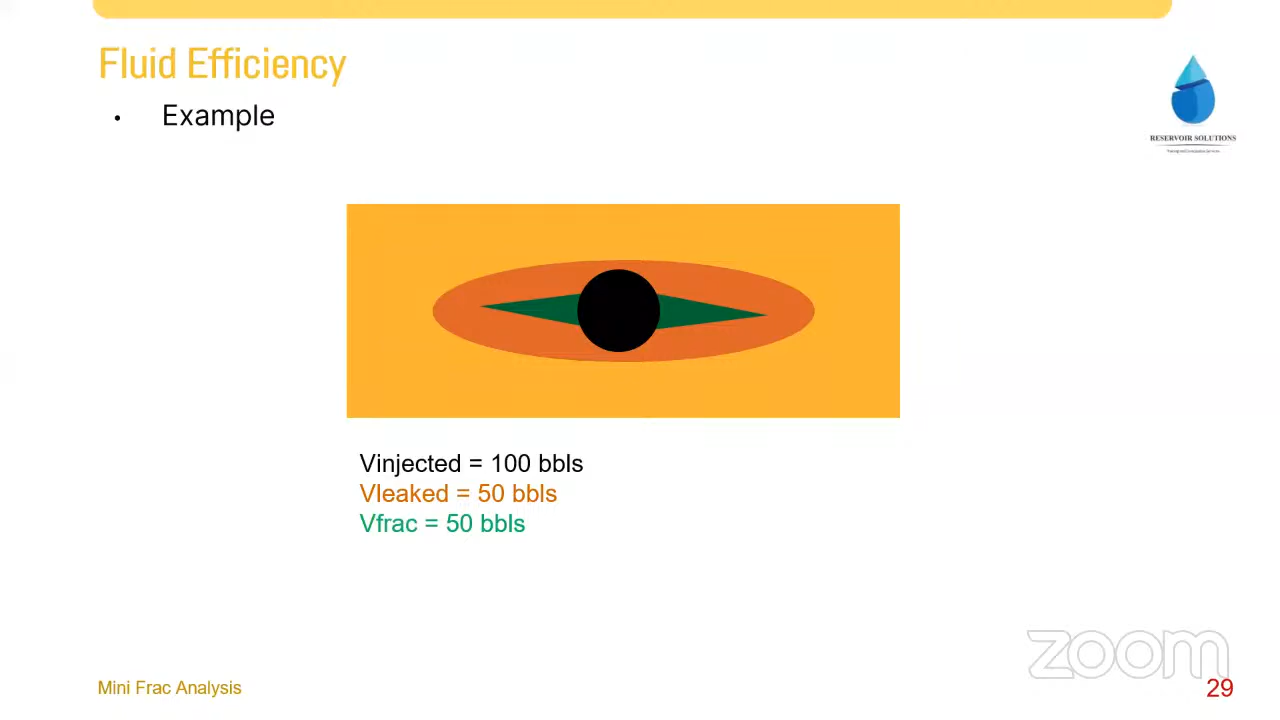 Fluid Efficiency
• Example
RESERVOIR SOLUTIONS
Vinjected = 100 bbls
Vleaked = 50 bbls
Vfrac = 50 bbls
zoom
Mini Frac Analysis
29